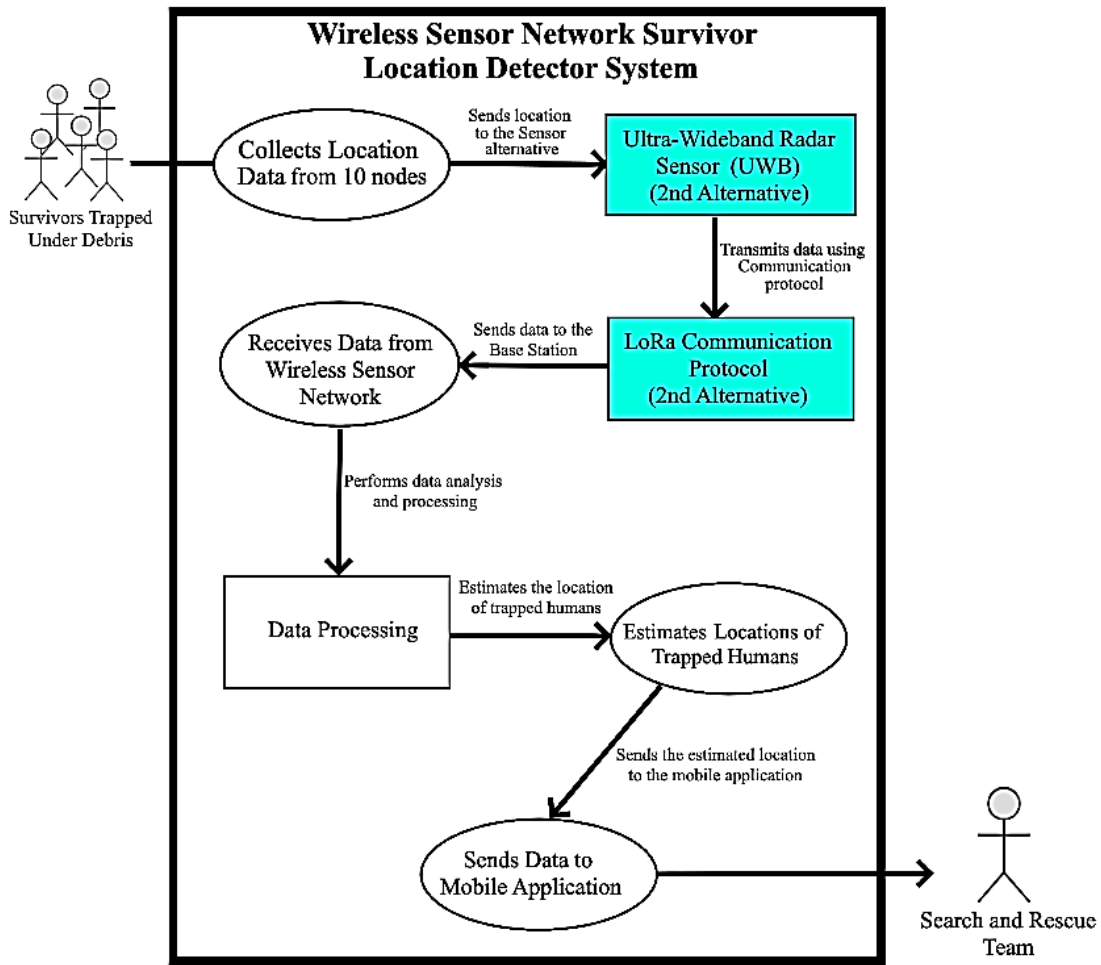 Wireless Sensor Network Survivor
Location Detector System
Survivors Trapped
Under Debris
Collects Location
Data from 10 nodes
Sends location
to the Sensor
alternative
Ultra-Wideband Radar
Sensor (UWB)
(2nd Alternative)
Transmits data using
Communication
protocol
LoRa Communication
Protocol
(2nd Alternative)
Sends data to the
Base Station
Receives Data from
Wireless Sensor
Network
Performs data analysis
and processing
Data Processing
Estimates the location
of trapped humans
Estimates Locations of
Trapped Humans
Sends the estimated location
to the mobile application
Sends Data to
Mobile Application
Search and Rescue
Team